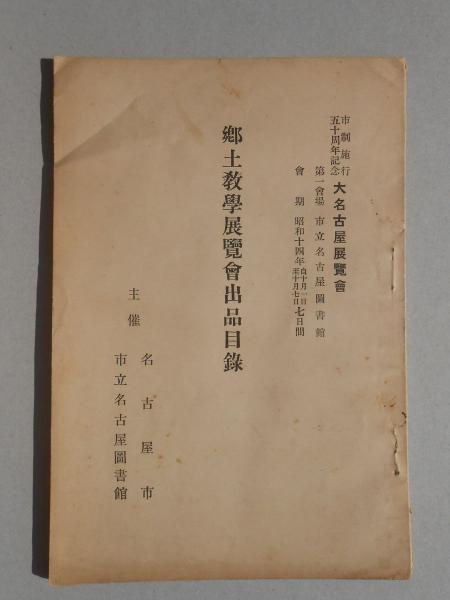 市制施行
五十周年記念
大名古屋展覽會
第一會場　市立名古屋圖書館
會期　昭和十四年自十月一日至十月七日七日間
鄕土敎學展覽會出品目錄
主催
名古屋市
市立名古屋圖書館